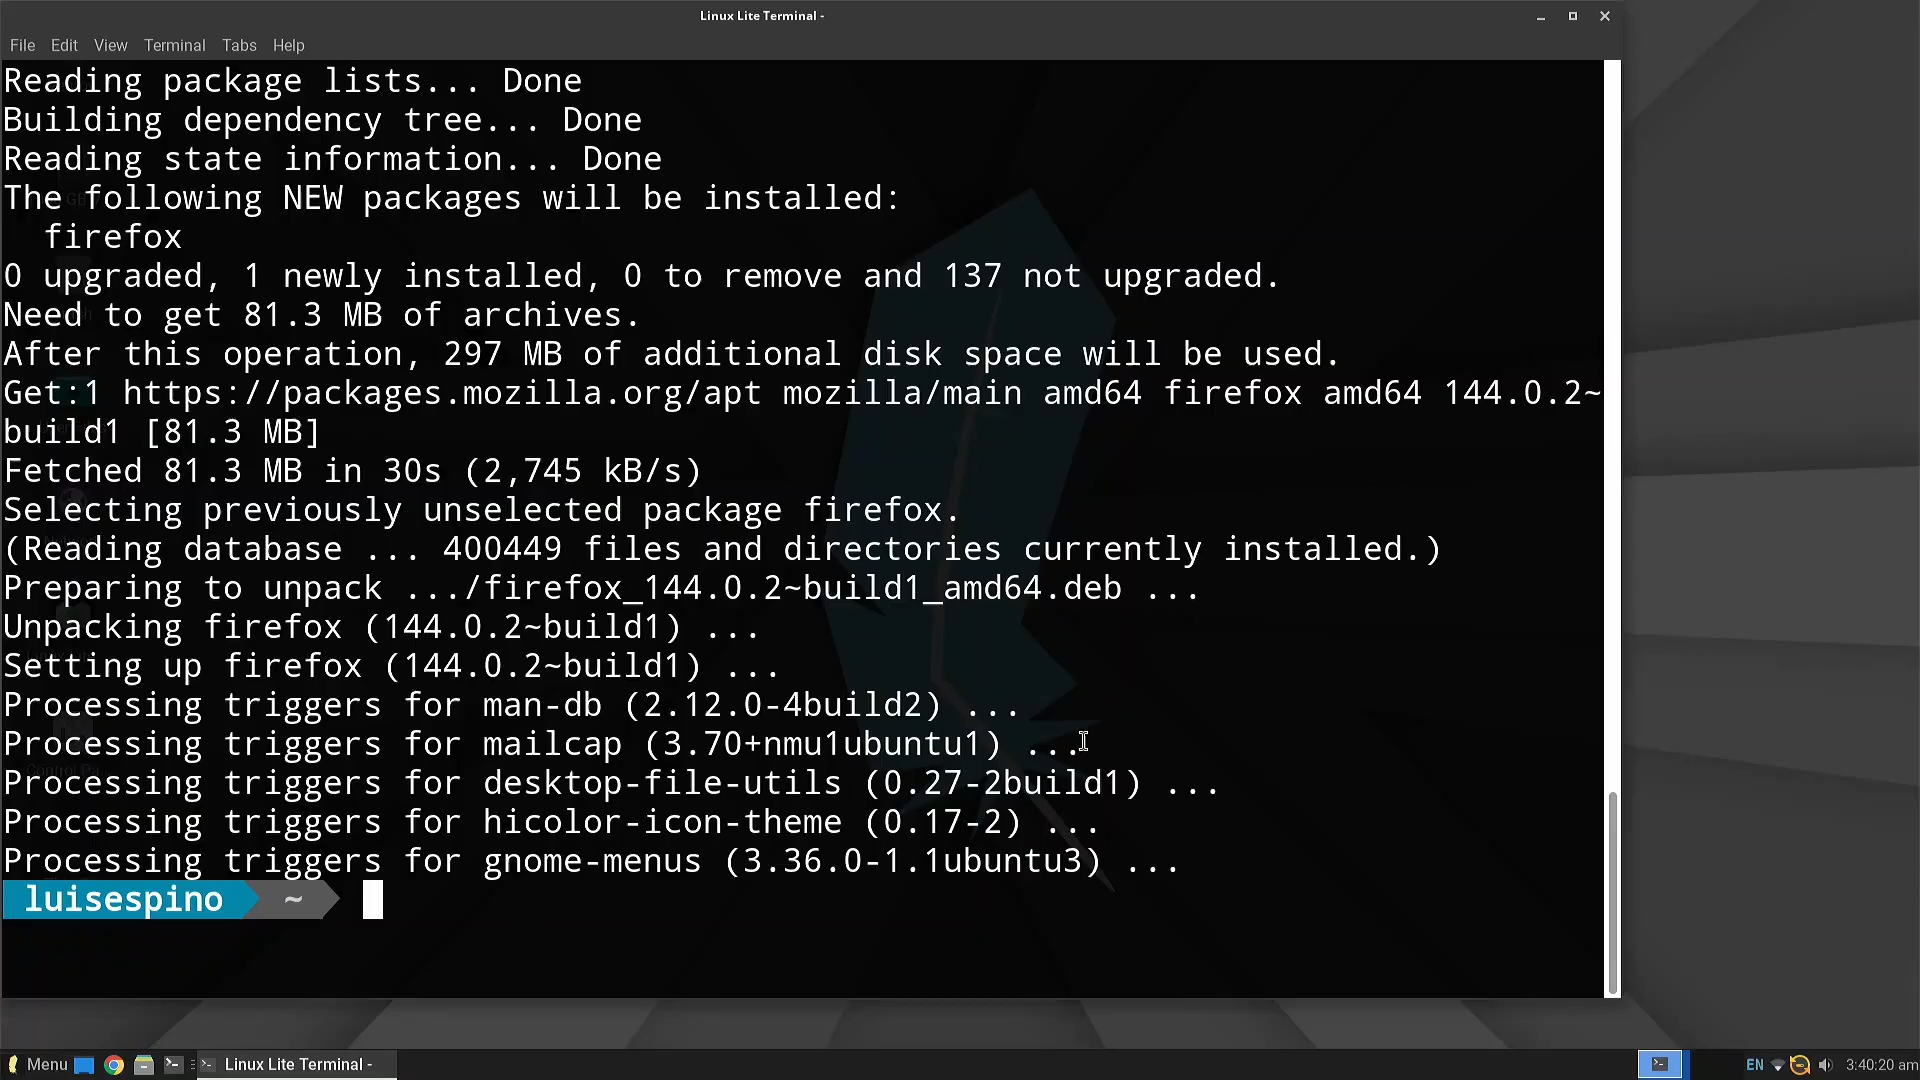 Linux Lite Terminal -
File Edit View Terminal Tabs Help
Reading package lists... Done
Building dependency tree... Done
Reading state information... Done
The following NEW packages will be installed:
  firefox
0 upgraded, 1 newly installed, 0 to remove and 137 not upgraded.
Need to get 81.3 MB of archives.
After this operation, 297 MB of additional disk space will be used.
Get:1 https://packages.mozilla.org/apt mozilla/main amd64 firefox amd64 144.0.2~
build1 [81.3 MB]
Fetched 81.3 MB in 30s (2,745 kB/s)
Selecting previously unselected package firefox.
(Reading database ... 400449 files and directories currently installed.)
Preparing to unpack .../firefox_144.0.2~build1_amd64.deb ...
Unpacking firefox (144.0.2~build1) ...
Setting up firefox (144.0.2~build1) ...
Processing triggers for man-db (2.12.0-4build2) ...
Processing triggers for mailcap (3.70+nmu1ubuntu1) ...
Processing triggers for desktop-file-utils (0.27-2build1) ...
Processing triggers for hicolor-icon-theme (0.17-2) ...
Processing triggers for gnome-menus (3.36.0-1.1ubuntu3) ...
luisespino ~
Menu Linux Lite Terminal - EN 3:40:20 am